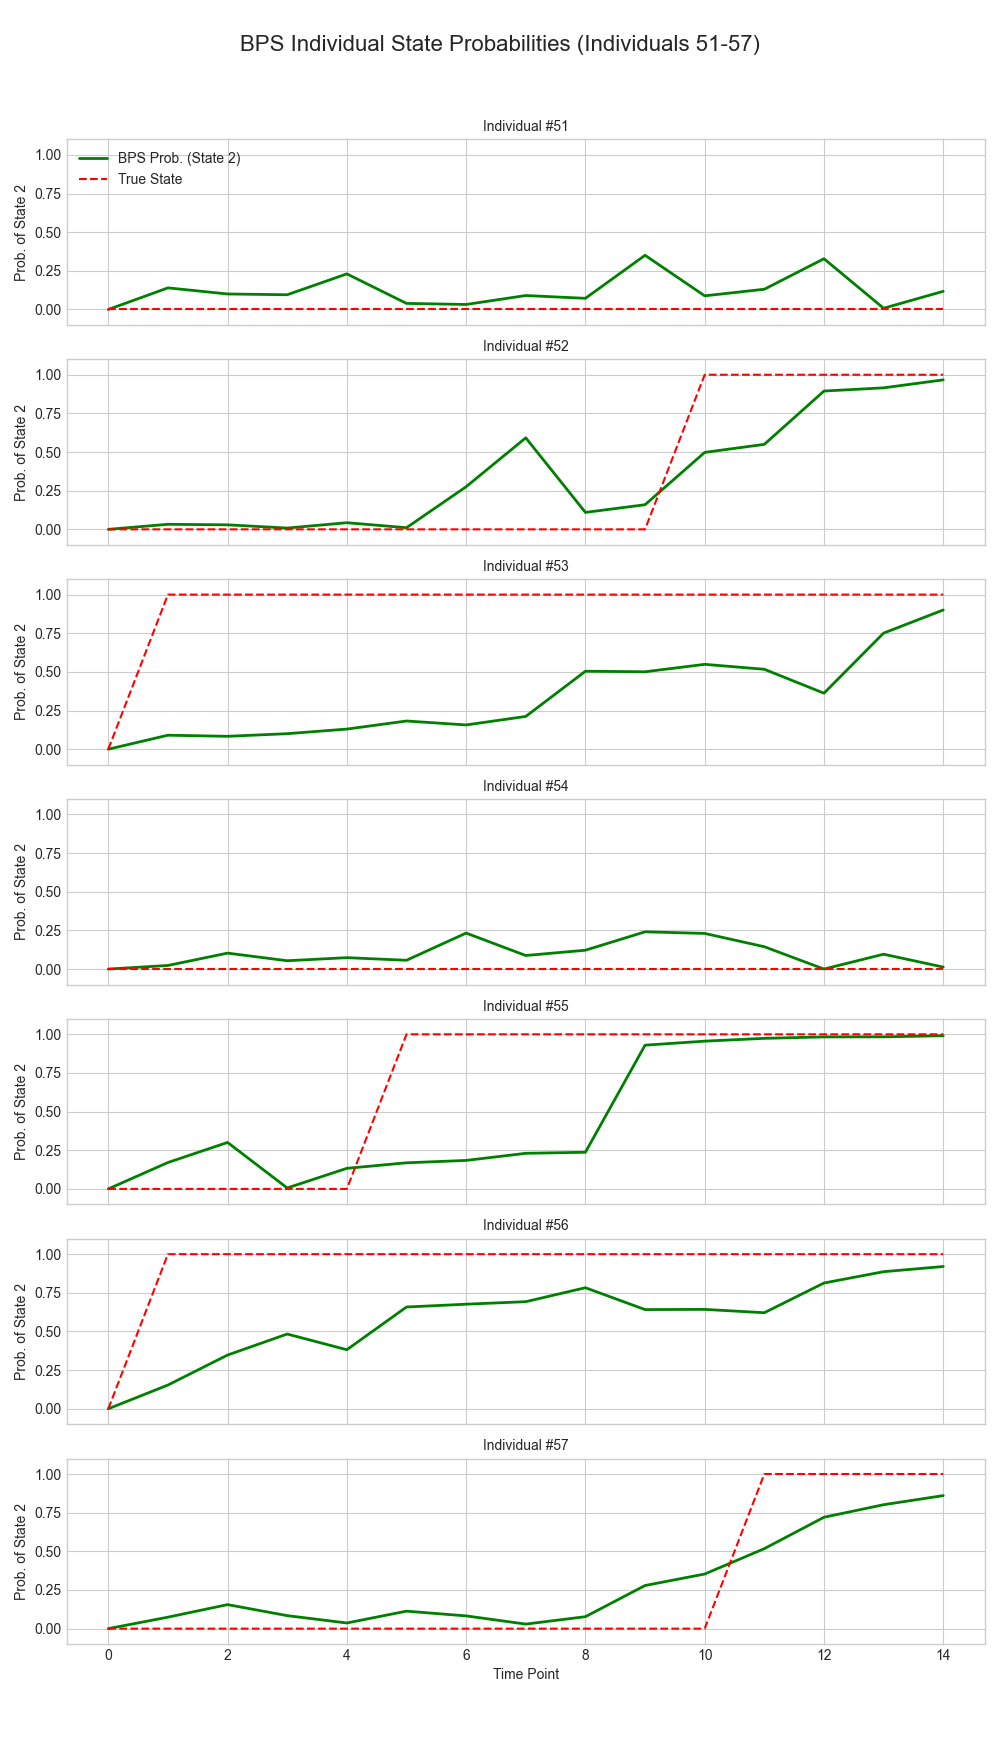 BPS Individual State Probabilities (Individuals 51-57)
Individual #51
BPS Prob. (State 2)
True State
1.00
0.75
0.50
0.25
0.00
Prob. of State 2
Individual #52
1.00
0.75
0.50
0.25
0.00
Prob. of State 2
Individual #53
1.00
0.75
0.50
0.25
0.00
Prob. of State 2
Individual #54
1.00
0.75
0.50
0.25
0.00
Prob. of State 2
Individual #55
1.00
0.75
0.50
0.25
0.00
Prob. of State 2
Individual #56
1.00
0.75
0.50
0.25
0.00
Prob. of State 2
Individual #57
1.00
0.75
0.50
0.25
0.00
Prob. of State 2
0 2 4 6 8 10 12 14
Time Point